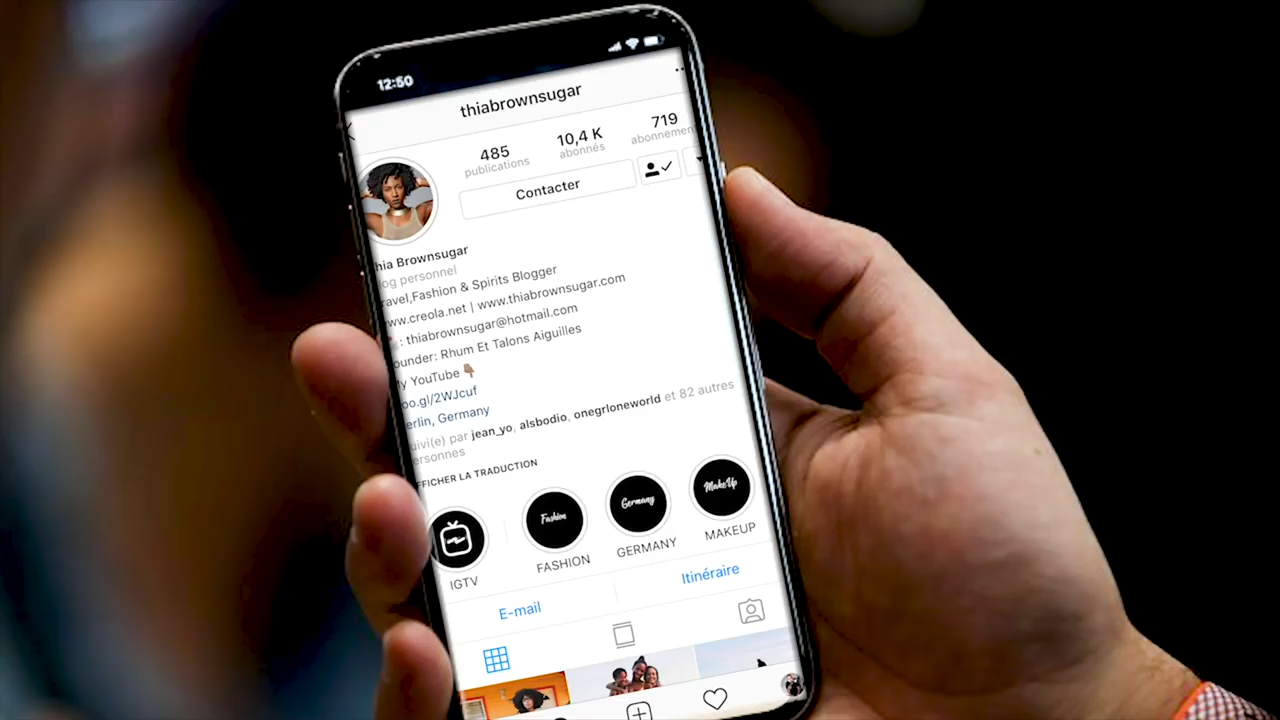 12:50
thiabrownsugar
485 10,4 K 719
publications abonnés abonnemen
Contacter
hia Brownsugar
og personnel
ravel,Fashion & Spirits Blogger
ww.creola.net | www.thiabrownsugar.com
: thiabrownsugar@hotmail.com
ounder: Rhum Et Talons Aiguilles
y YouTube
oo.gl/2WJcuf
erlin, Germany
uivi(e) par jean_yo, alsbodio, onegrloneworld et 82 autres
ersonnes
FFICHER LA TRADUCTION
Fashion Germany MakeUp
IGTV FASHION GERMANY MAKEUP
E-mail Itinéraire